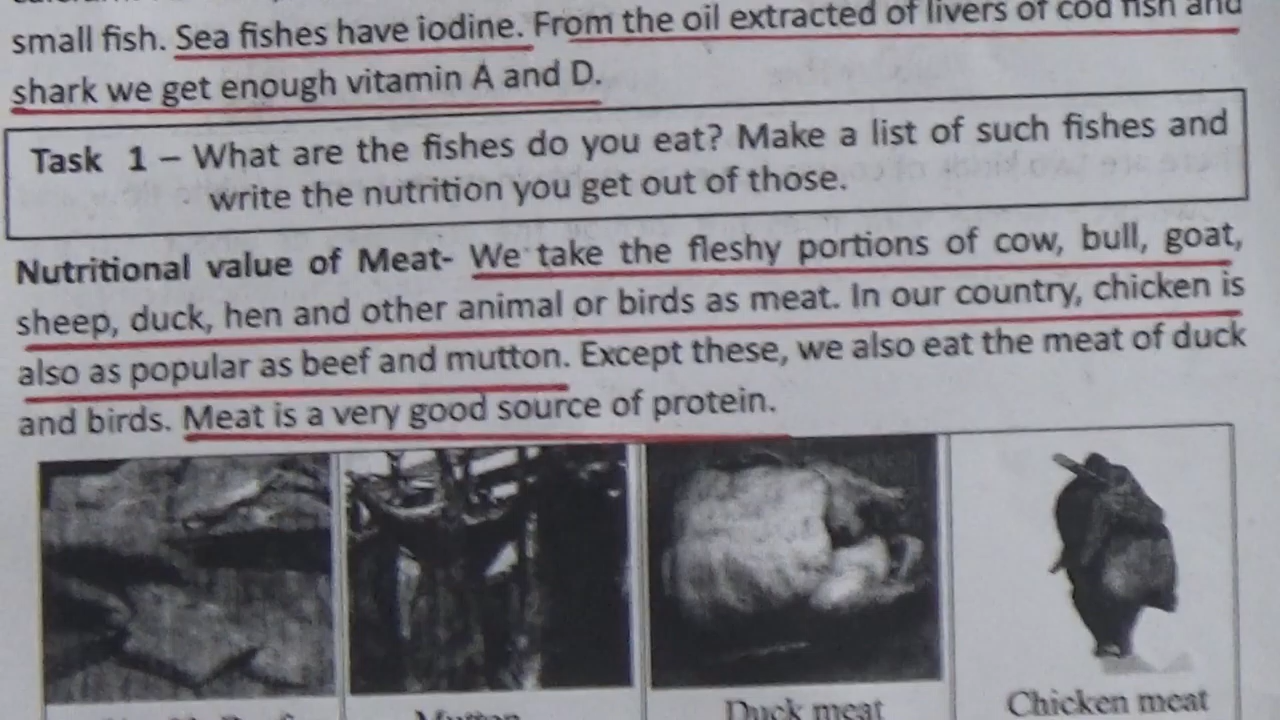 small fish. Sea fishes have iodine. From the oil extracted of livers of cod fish and
shark we get enough vitamin A and D.
Task 1 – What are the fishes do you eat? Make a list of such fishes and
write the nutrition you get out of those.
Nutritional value of Meat- We take the fleshy portions of cow, bull, goat,
sheep, duck, hen and other animal or birds as meat. In our country, chicken is
also as popular as beef and mutton. Except these, we also eat the meat of duck
and birds. Meat is a very good source of protein.
Mutton
Duck meat
Chicken meat